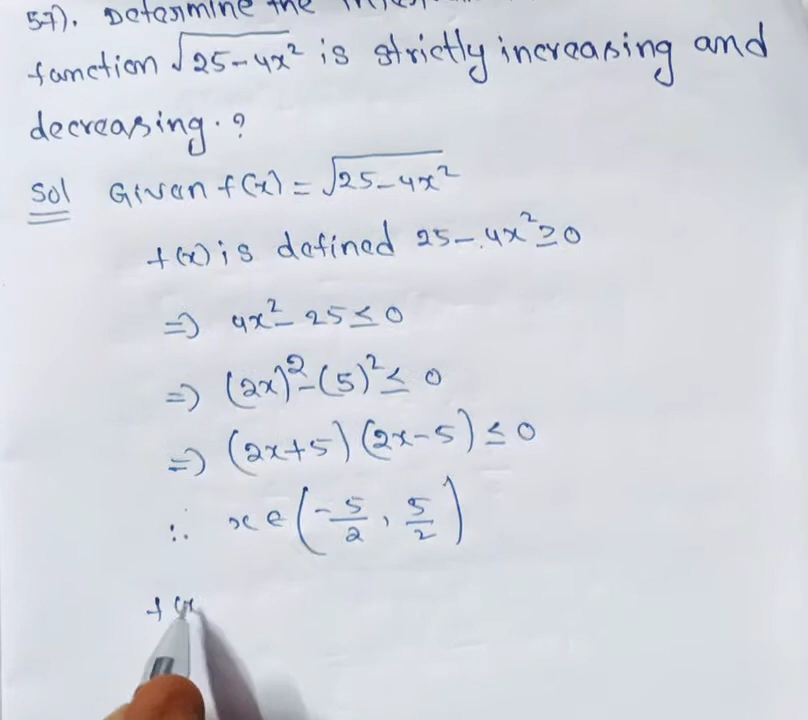 57). Determine the
function √25-4x² is strictly increasing and
decreasing.?
Sol Given f(x) = √25-4x²
f(x) is defined 25-4x² ≥ 0
⇒ 4x²-25 ≤ 0
⇒ (2x)²-(5)² ≤ 0
⇒ (2x+5) (2x-5) ≤ 0
∴ x∈(-5/2, 5/2)
f(x